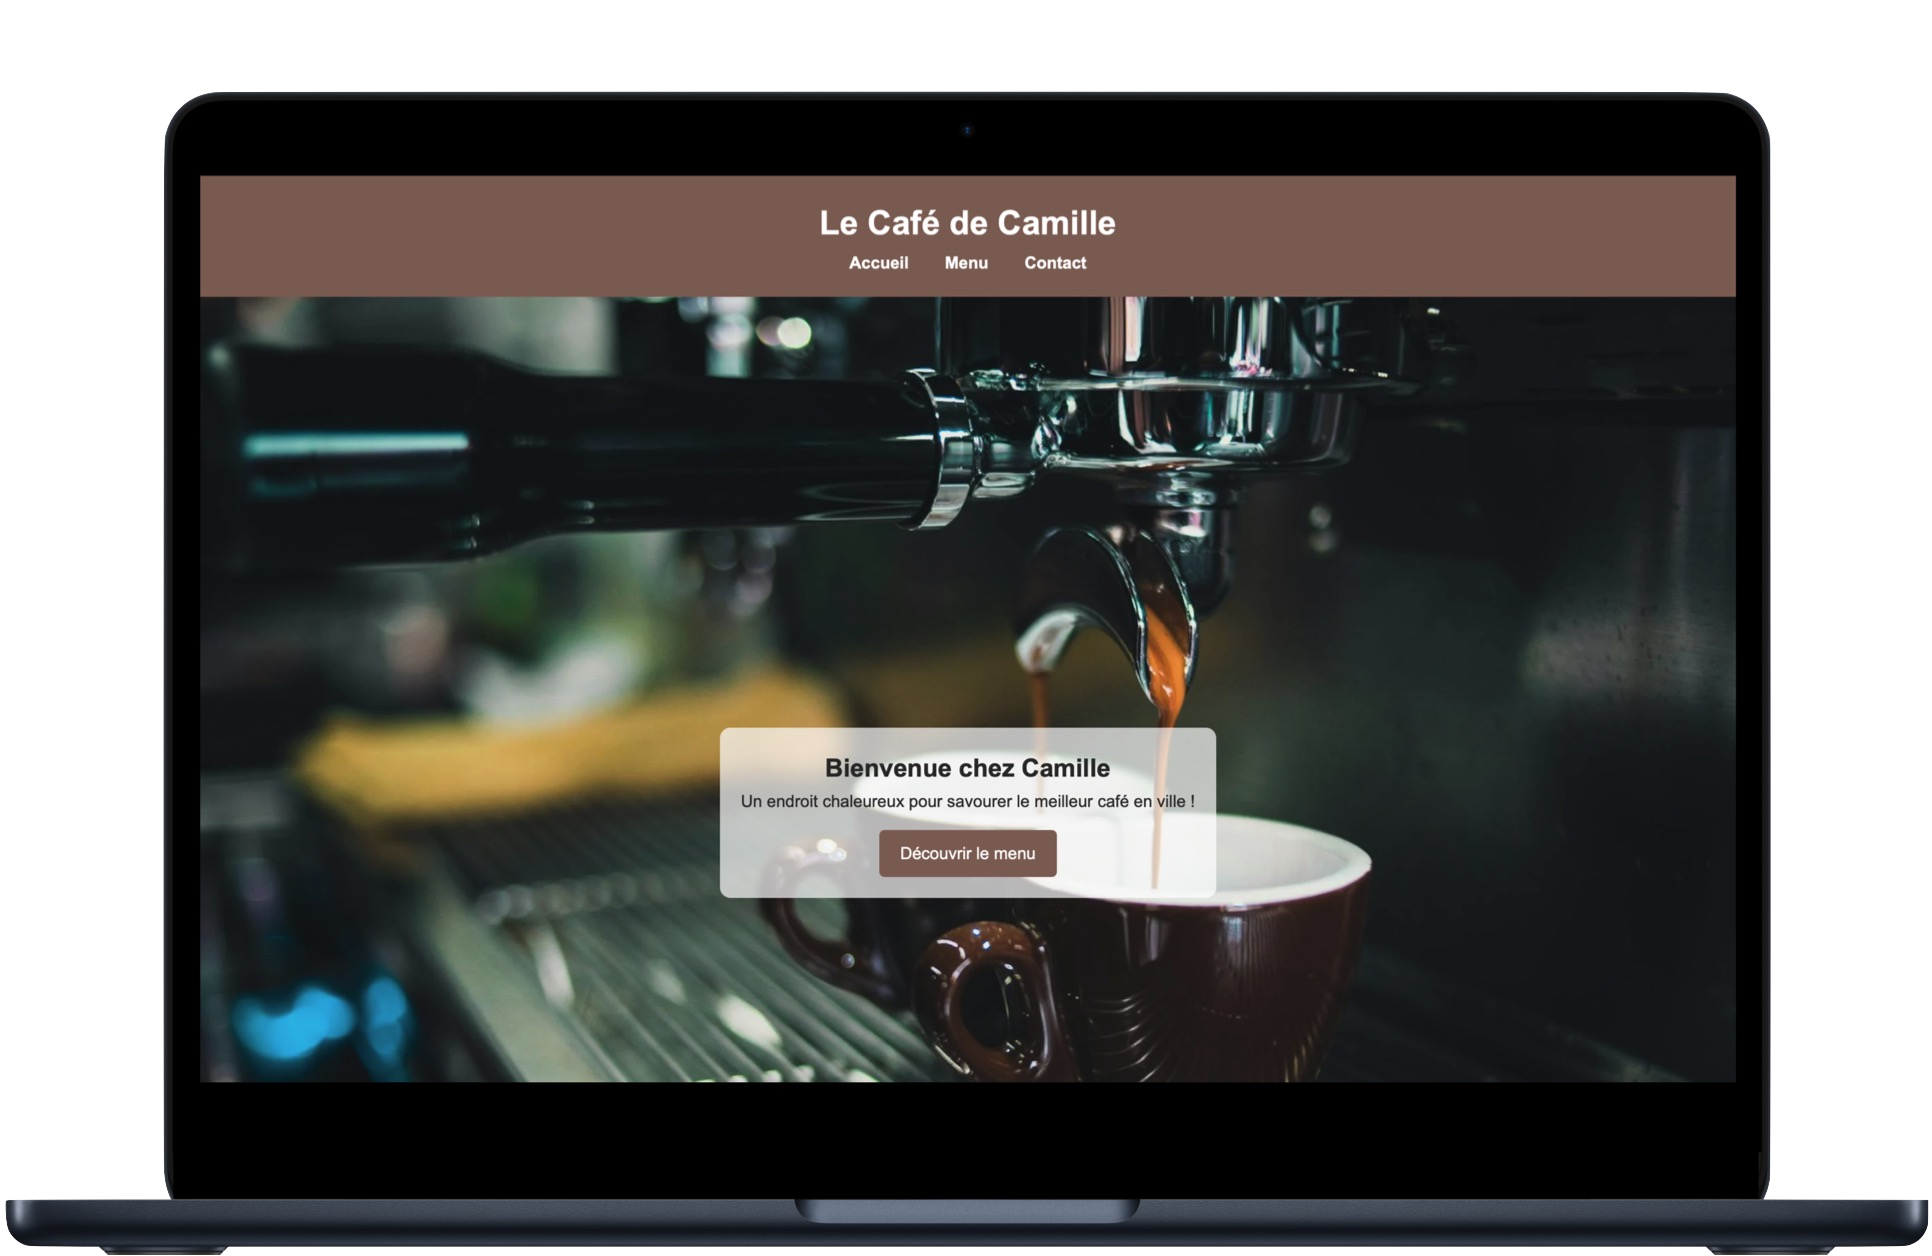 Le Café de Camille
Accueil Menu Contact
Bienvenue chez Camille
Un endroit chaleureux pour savourer le meilleur café en ville !
Découvrir le menu